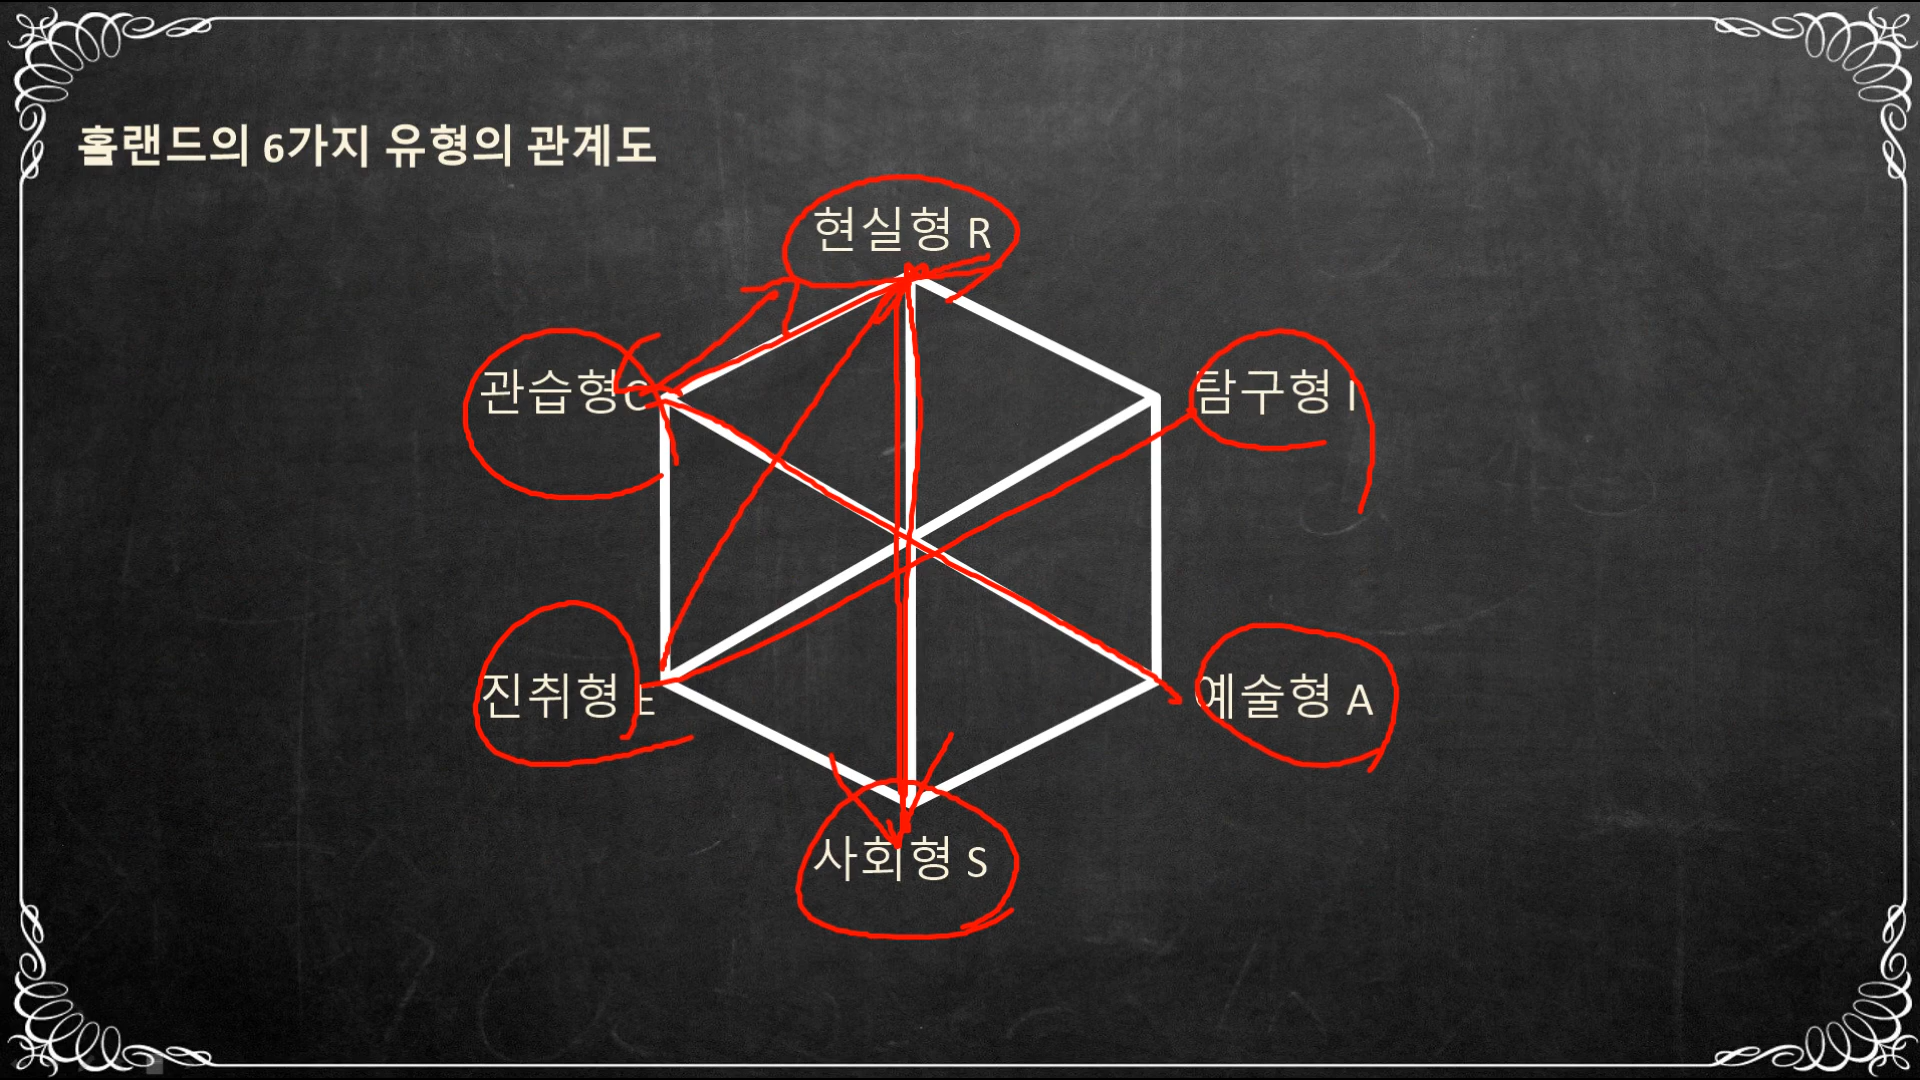 홀랜드의 6가지 유형의 관계도
현실형 R
관습형C
탐구형 I
진취형 E
예술형 A
사회형 S